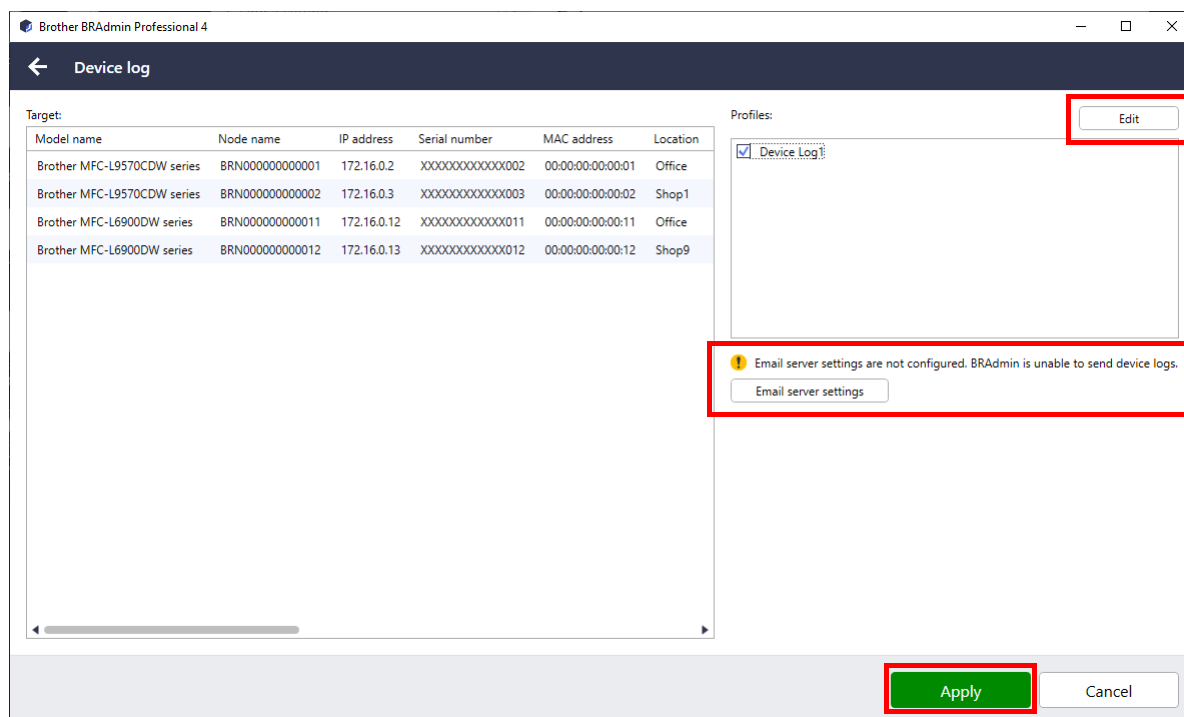 Brother BRAdmin Professional 4
Device log
Target:
Model name Node name IP address Serial number MAC address Location
Brother MFC-L9570CDW series BRN000000000001 172.16.0.2 XXXXXXXXXXXX002 00:00:00:00:00:01 Office
Brother MFC-L9570CDW series BRN000000000002 172.16.0.3 XXXXXXXXXXXX003 00:00:00:00:00:02 Shop1
Brother MFC-L6900DW series BRN000000000011 172.16.0.12 XXXXXXXXXXXX011 00:00:00:00:00:11 Office
Brother MFC-L6900DW series BRN000000000012 172.16.0.13 XXXXXXXXXXXX012 00:00:00:00:00:12 Shop9
Profiles:
Edit
Device Log1
Email server settings are not configured. BRAdmin is unable to send device logs.
Email server settings
Apply
Cancel